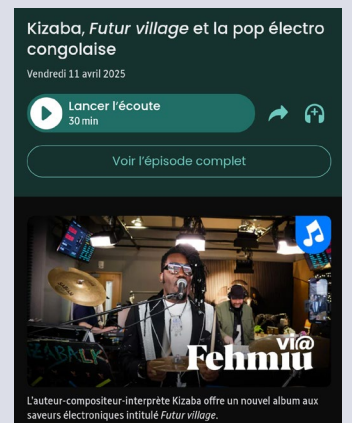 Kizaba, Futur village et la pop électro
congolaise
Vendredi 11 avril 2025
Lancer l'écoute
30 min
Voir l'épisode complet
vi@
Fehmiu
L'auteur-compositeur-interprète Kizaba offre un nouvel album aux
saveurs électroniques intitulé Futur village.